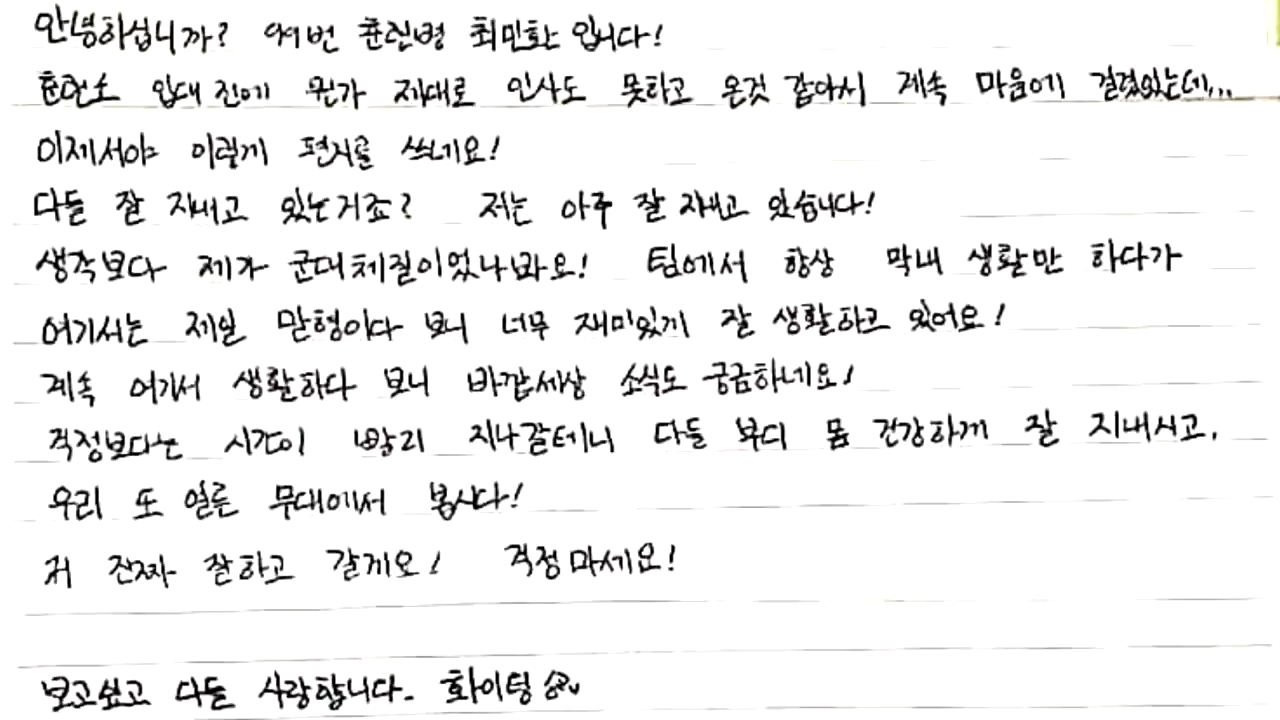 안녕하십니까? 여번 훈련병 최민환 입니다!
훈련소 입대 전에 뭔가 제대로 인사도 못하고 온것 같아서 계속 마음에 걸렸었는데...
이제서야 이렇게 편지를 쓰네요!
다들 잘 지내고 있는거죠? 저는 아주 잘 지내고 있습니다!
생각보다 제가 군대체질이었나봐요! 팀에서 항상 막내 생활만 하다가
여기서는 제일 맏형이다 보니 너무 재미있게 잘 생활하고 있어요!
계속 여기서 생활하다 보니 바깥세상 소식도 궁금하네요!
걱정보다는 시간이 빨리 지나갈테니 다들 부디 몸 건강하게 잘 지내시고,
우리 또 얼른 무대에서 봅시다!
저 진짜 잘하고 갈게요! 걱정마세요!
보고싶고 다들 사랑합니다. 화이팅